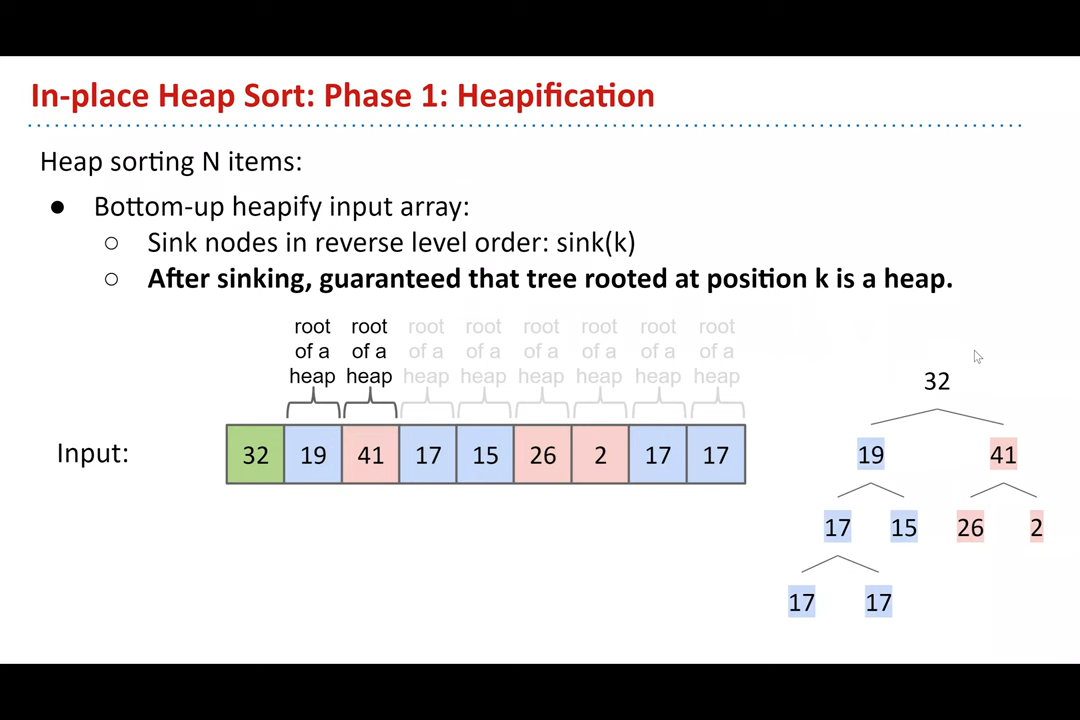 In-place Heap Sort: Phase 1: Heapification
Heap sorting N items:
● Bottom-up heapify input array:
○ Sink nodes in reverse level order: sink(k)
○ After sinking, guaranteed that tree rooted at position k is a heap.
root root root root root root root root
of a of a of a of a of a of a of a of a
heap heap heap heap heap heap heap heap
Input: 32 19 41 17 15 26 2 17 17
32
19 41
17 15 26 2
17 17